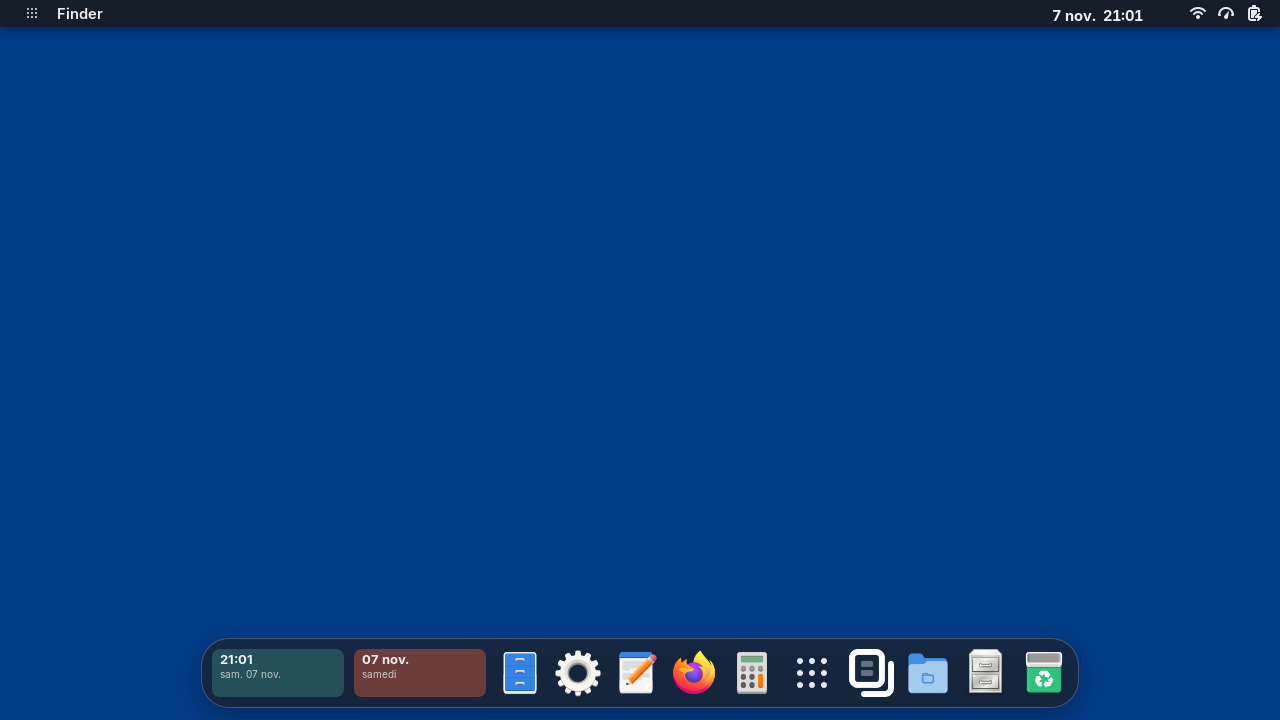 Finder
7 nov. 21:01
21:01
sam. 07 nov.
07 nov.
samedi